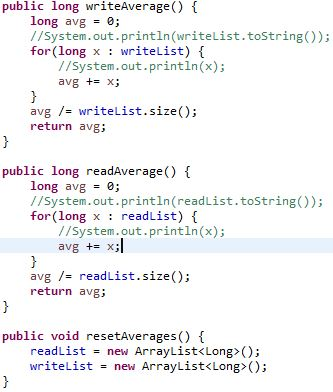 public long writeAverage() {
    long avg = 0;
    //System.out.println(writeList.toString());
    for(long x : writeList) {
        //System.out.println(x);
        avg += x;
    }
    avg /= writeList.size();
    return avg;
}
public long readAverage() {
    long avg = 0;
    //System.out.println(readList.toString());
    for(long x : readList) {
        //System.out.println(x);
        avg += x;
    }
    avg /= readList.size();
    return avg;
}
public void resetAverages() {
    readList = new ArrayList<Long>();
    writeList = new ArrayList<Long>();
}